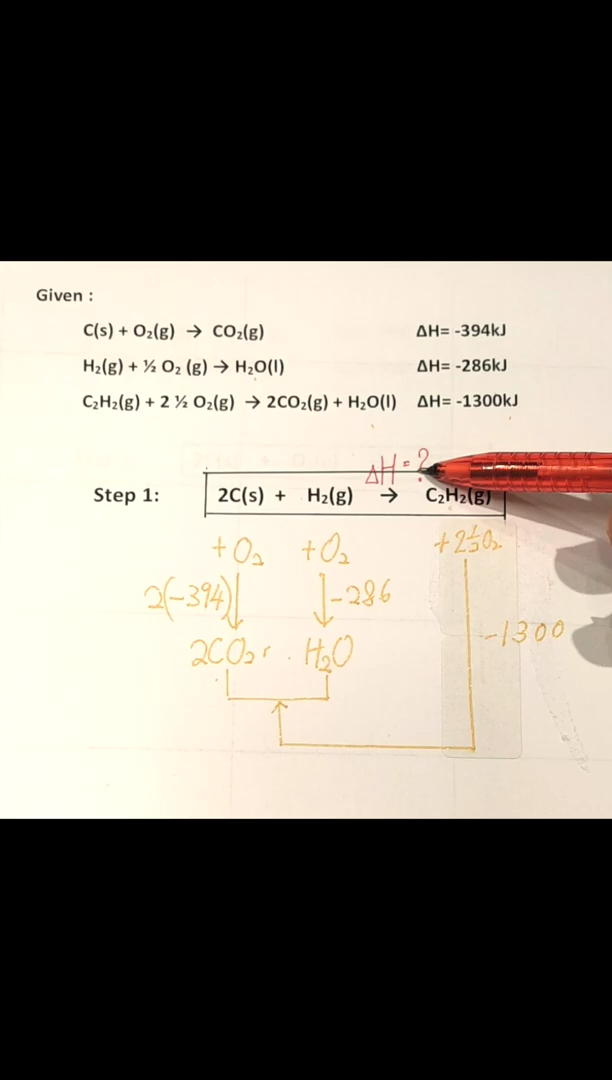 Given :
C(s) + O₂(g) → CO₂(g) ΔH= -394kJ
H₂(g) + ½ O₂ (g) → H₂O(l) ΔH= -286kJ
C₂H₂(g) + 2 ½ O₂(g) → 2CO₂(g) + H₂O(l) ΔH= -1300kJ
ΔH = ?
Step 1: 2C(s) + H₂(g) → C₂H₂(g)
+ O₂ + O₂ + 2½O₂
2(-394) -286
-1300
2CO₂ H₂O